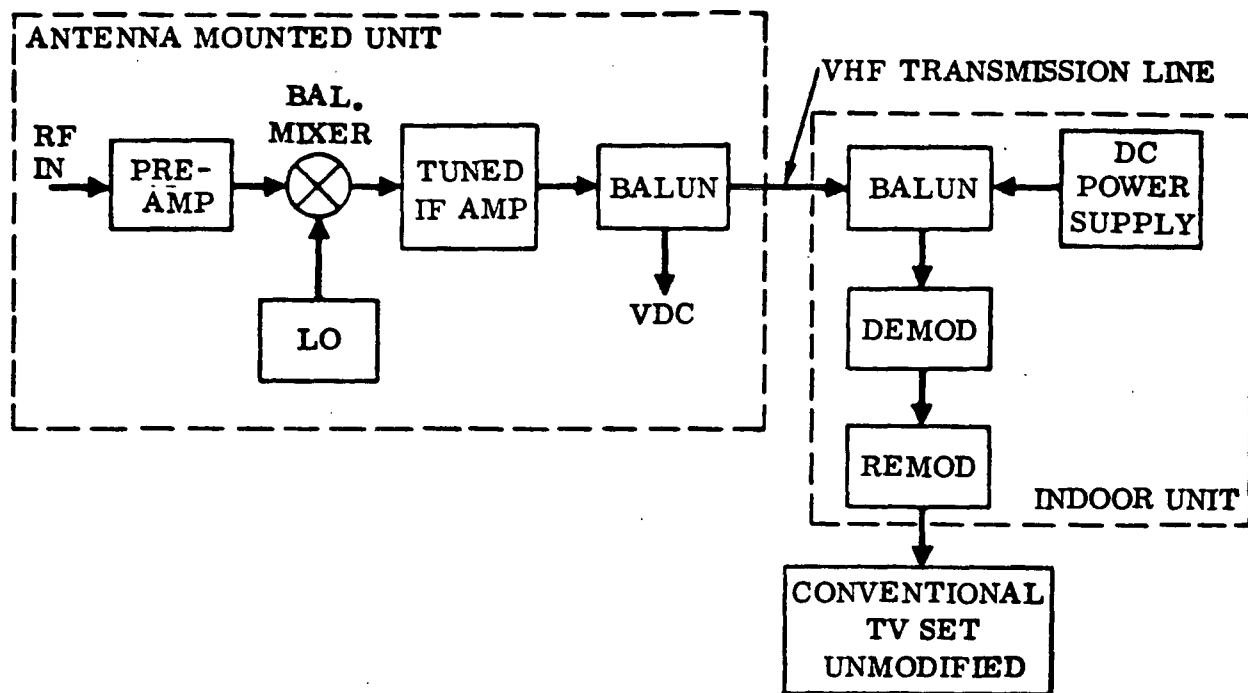 ANTENNA MOUNTED UNIT
VHF TRANSMISSION LINE
BAL.
MIXER
RF
IN
PRE-
AMP
TUNED
IF AMP
BALUN
BALUN
DC
POWER
SUPPLY
LO
VDC
DEMOD
REMOD
INDOOR UNIT
CONVENTIONAL
TV SET
UNMODIFIED